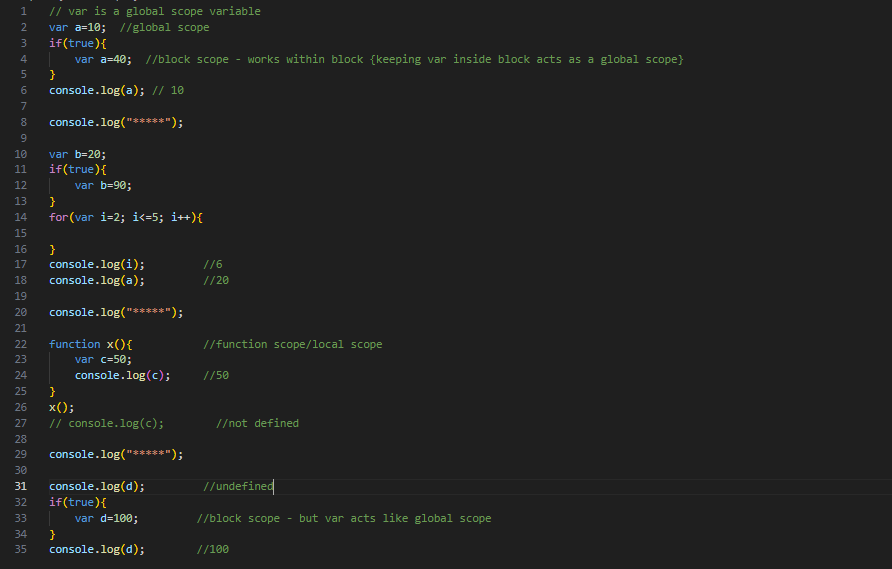 1 // var is a global scope variable
2 var a=10;  //global scope
3 if(true){
4     var a=40;  //block scope - works within block {keeping var inside block acts as a global scope}
5 }
6 console.log(a); // 10
7
8 console.log("*****");
9
10 var b=20;
11 if(true){
12     var b=90;
13 }
14 for(var i=2; i<=5; i++){
15
16 }
17 console.log(i);         //6
18 console.log(a);         //20
19
20 console.log("*****");
21
22 function x(){           //function scope/local scope
23     var c=50;
24     console.log(c);     //50
25 }
26 x();
27 // console.log(c);        //not defined
28
29 console.log("*****");
30
31 console.log(d);         //undefined
32 if(true){
33     var d=100;         //block scope - but var acts like global scope
34 }
35 console.log(d);        //100